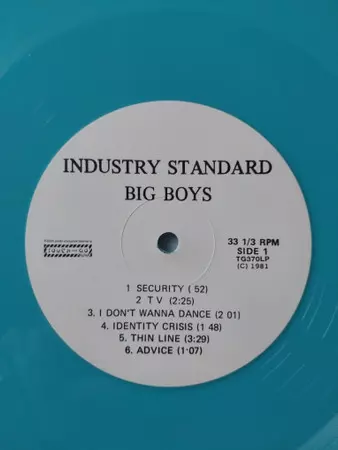 INDUSTRY STANDARD
BIG BOYS
33 1/3 RPM
SIDE 1
TG370LP
(C) 1981
1 SECURITY ( 52)
2 T V (2:25)
3. I DON'T WANNA DANCE (2 01)
4. IDENTITY CRISIS (1 48)
5. THIN LINE (3:29)
6. ADVICE (1·07)